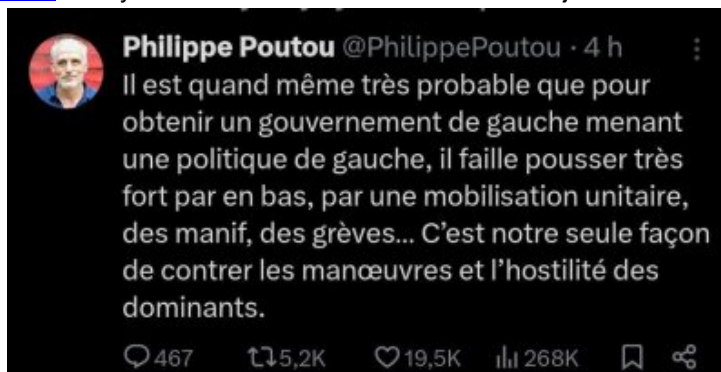 Philippe Poutou @PhilippePoutou · 4 h
Il est quand même très probable que pour
obtenir un gouvernement de gauche menant
une politique de gauche, il faille pousser très
fort par en bas, par une mobilisation unitaire,
des manif, des grèves... C'est notre seule façon
de contrer les manœuvres et l'hostilité des
dominants.
467 5,2K 19,5K 268K